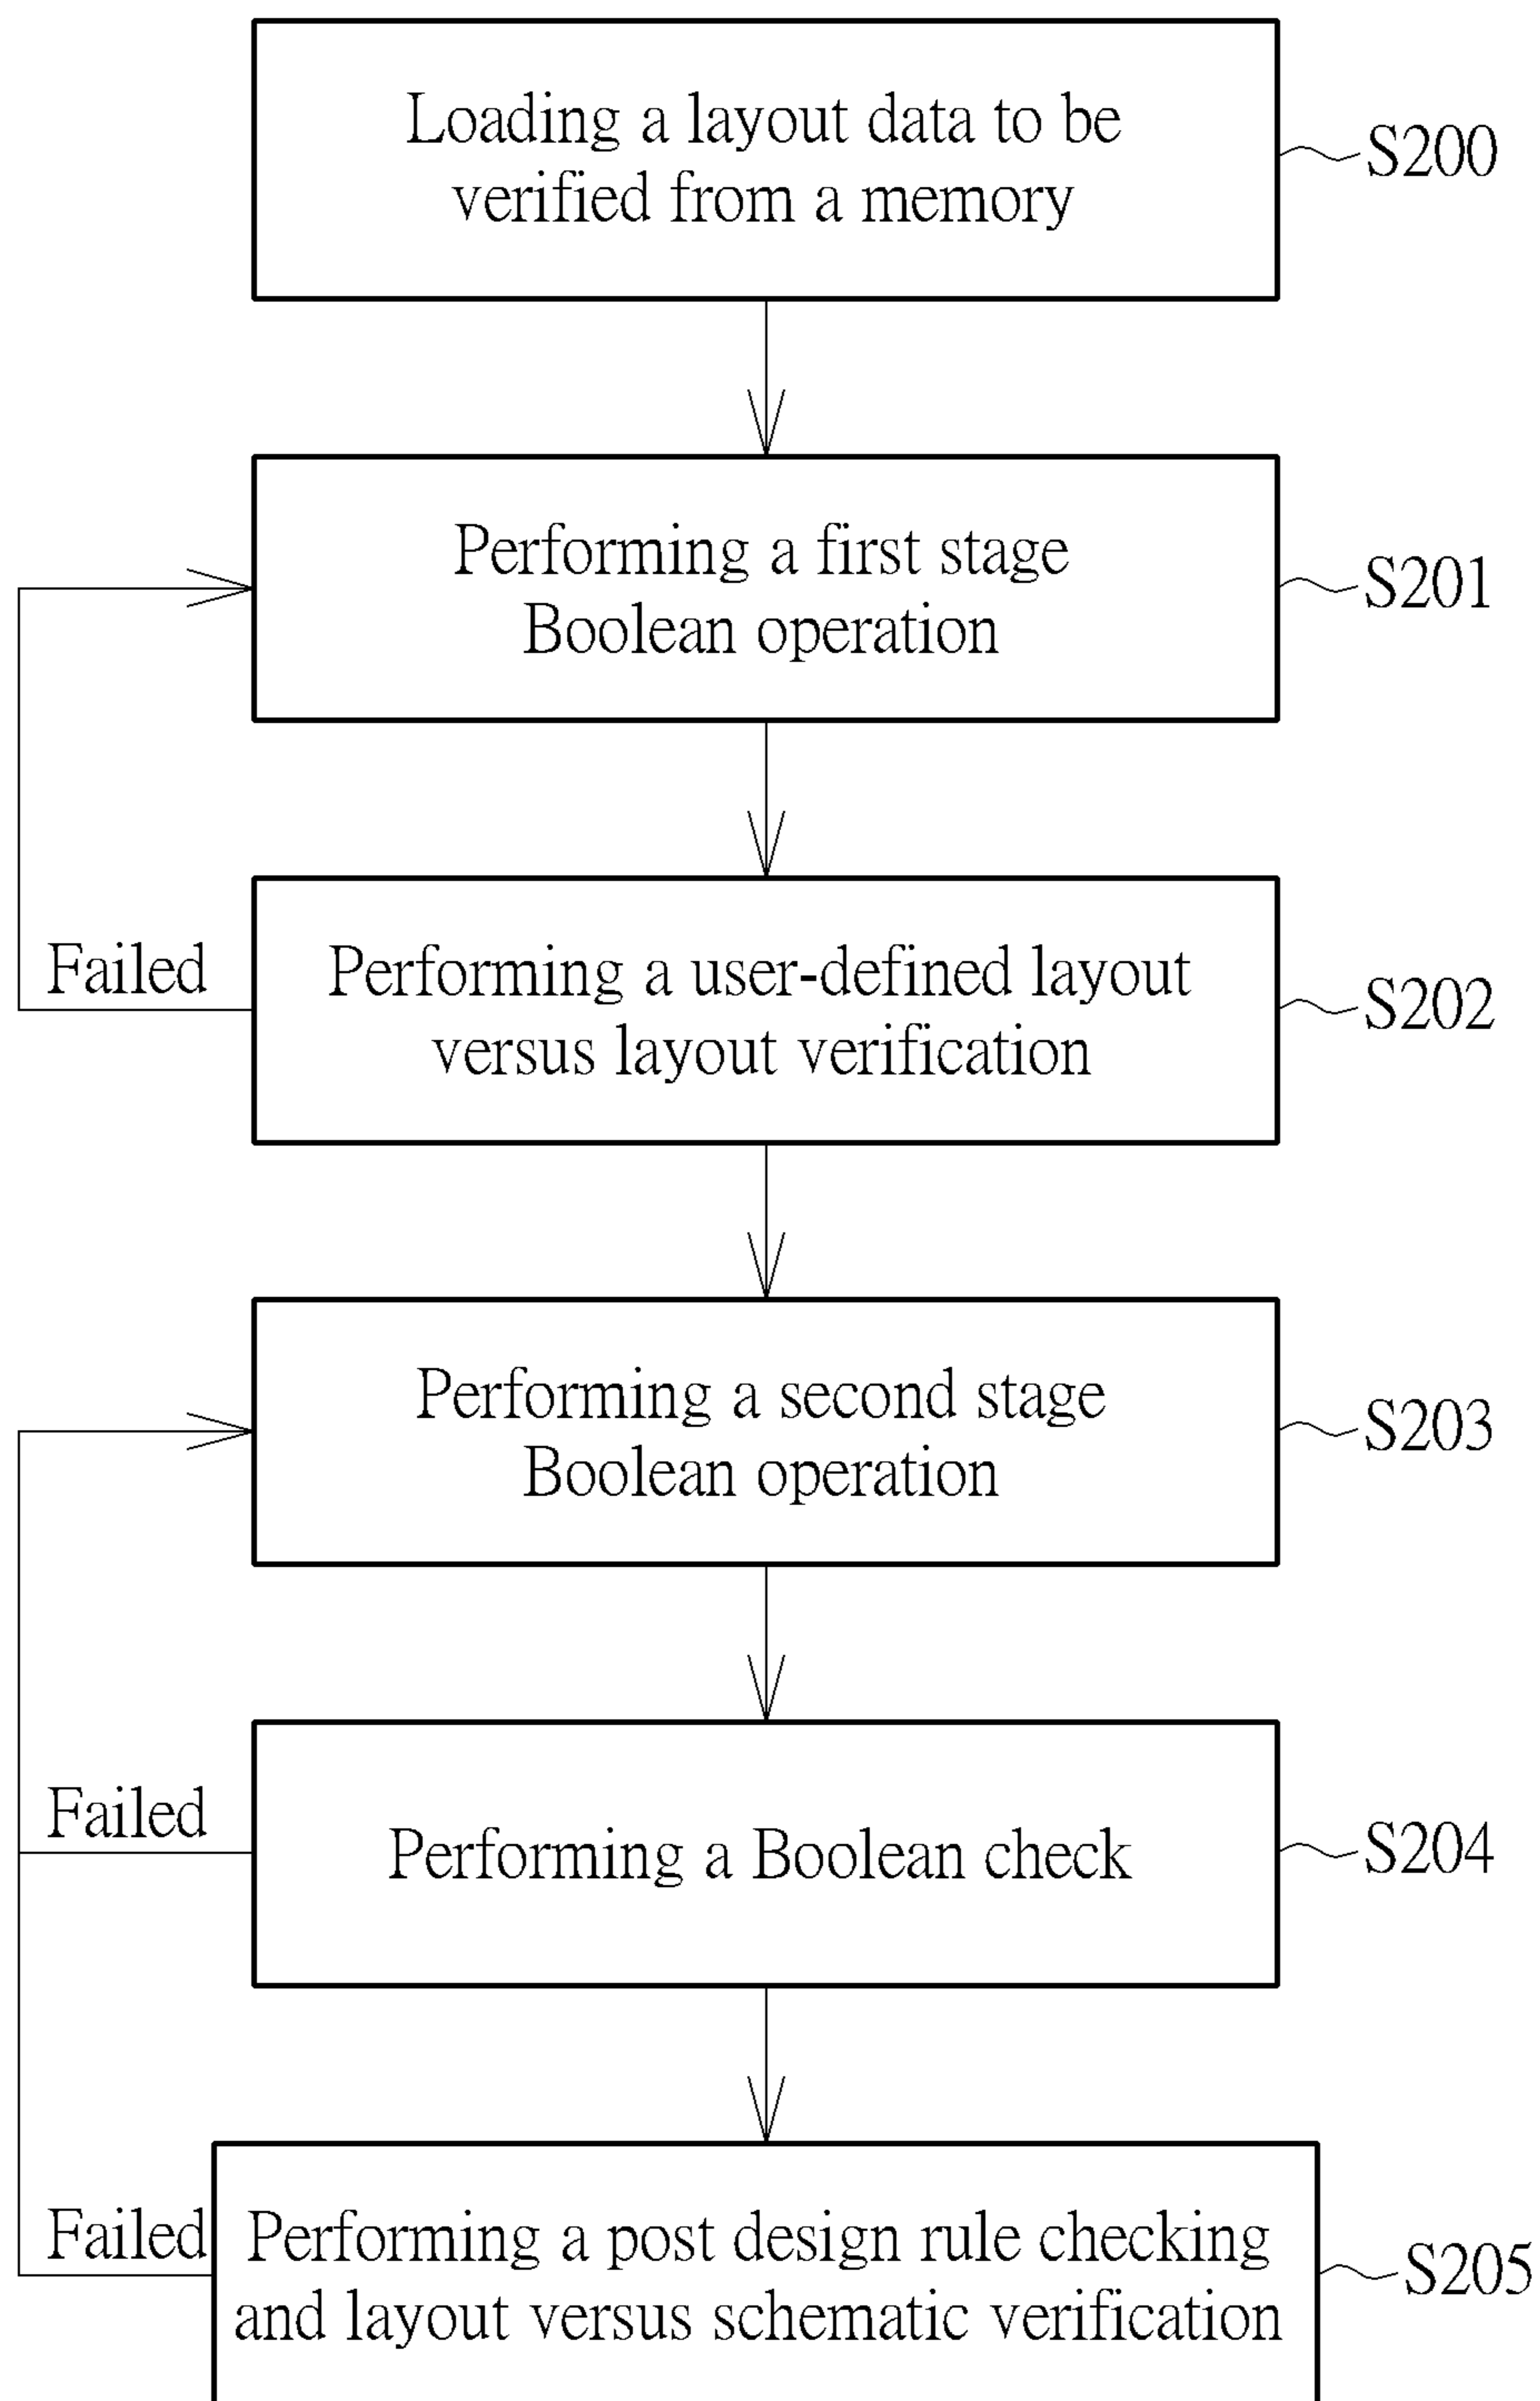 Loading a layout data to be
verified from a memory
S200
Performing a first stage
Boolean operation
S201
Failed
Performing a user-defined layout
versus layout verification
S202
Performing a second stage
Boolean operation
S203
Failed
Performing a Boolean check
S204
Failed
Performing a post design rule checking
and layout versus schematic verification
S205